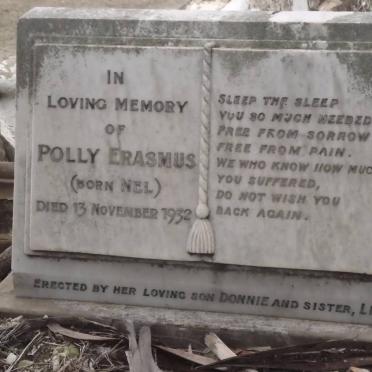 IN
LOVING MEMORY
OF
POLLY ERASMUS
(BORN NEL)
DIED 13 NOVEMBER 1932
SLEEP THE SLEEP
YOU SO MUCH NEEDED
FREE FROM SORROW
FREE FROM PAIN.
WE WHO KNOW HOW MUCH
YOU SUFFERED,
DO NOT WISH YOU
BACK AGAIN.
ERECTED BY HER LOVING SON DONNIE AND SISTER,